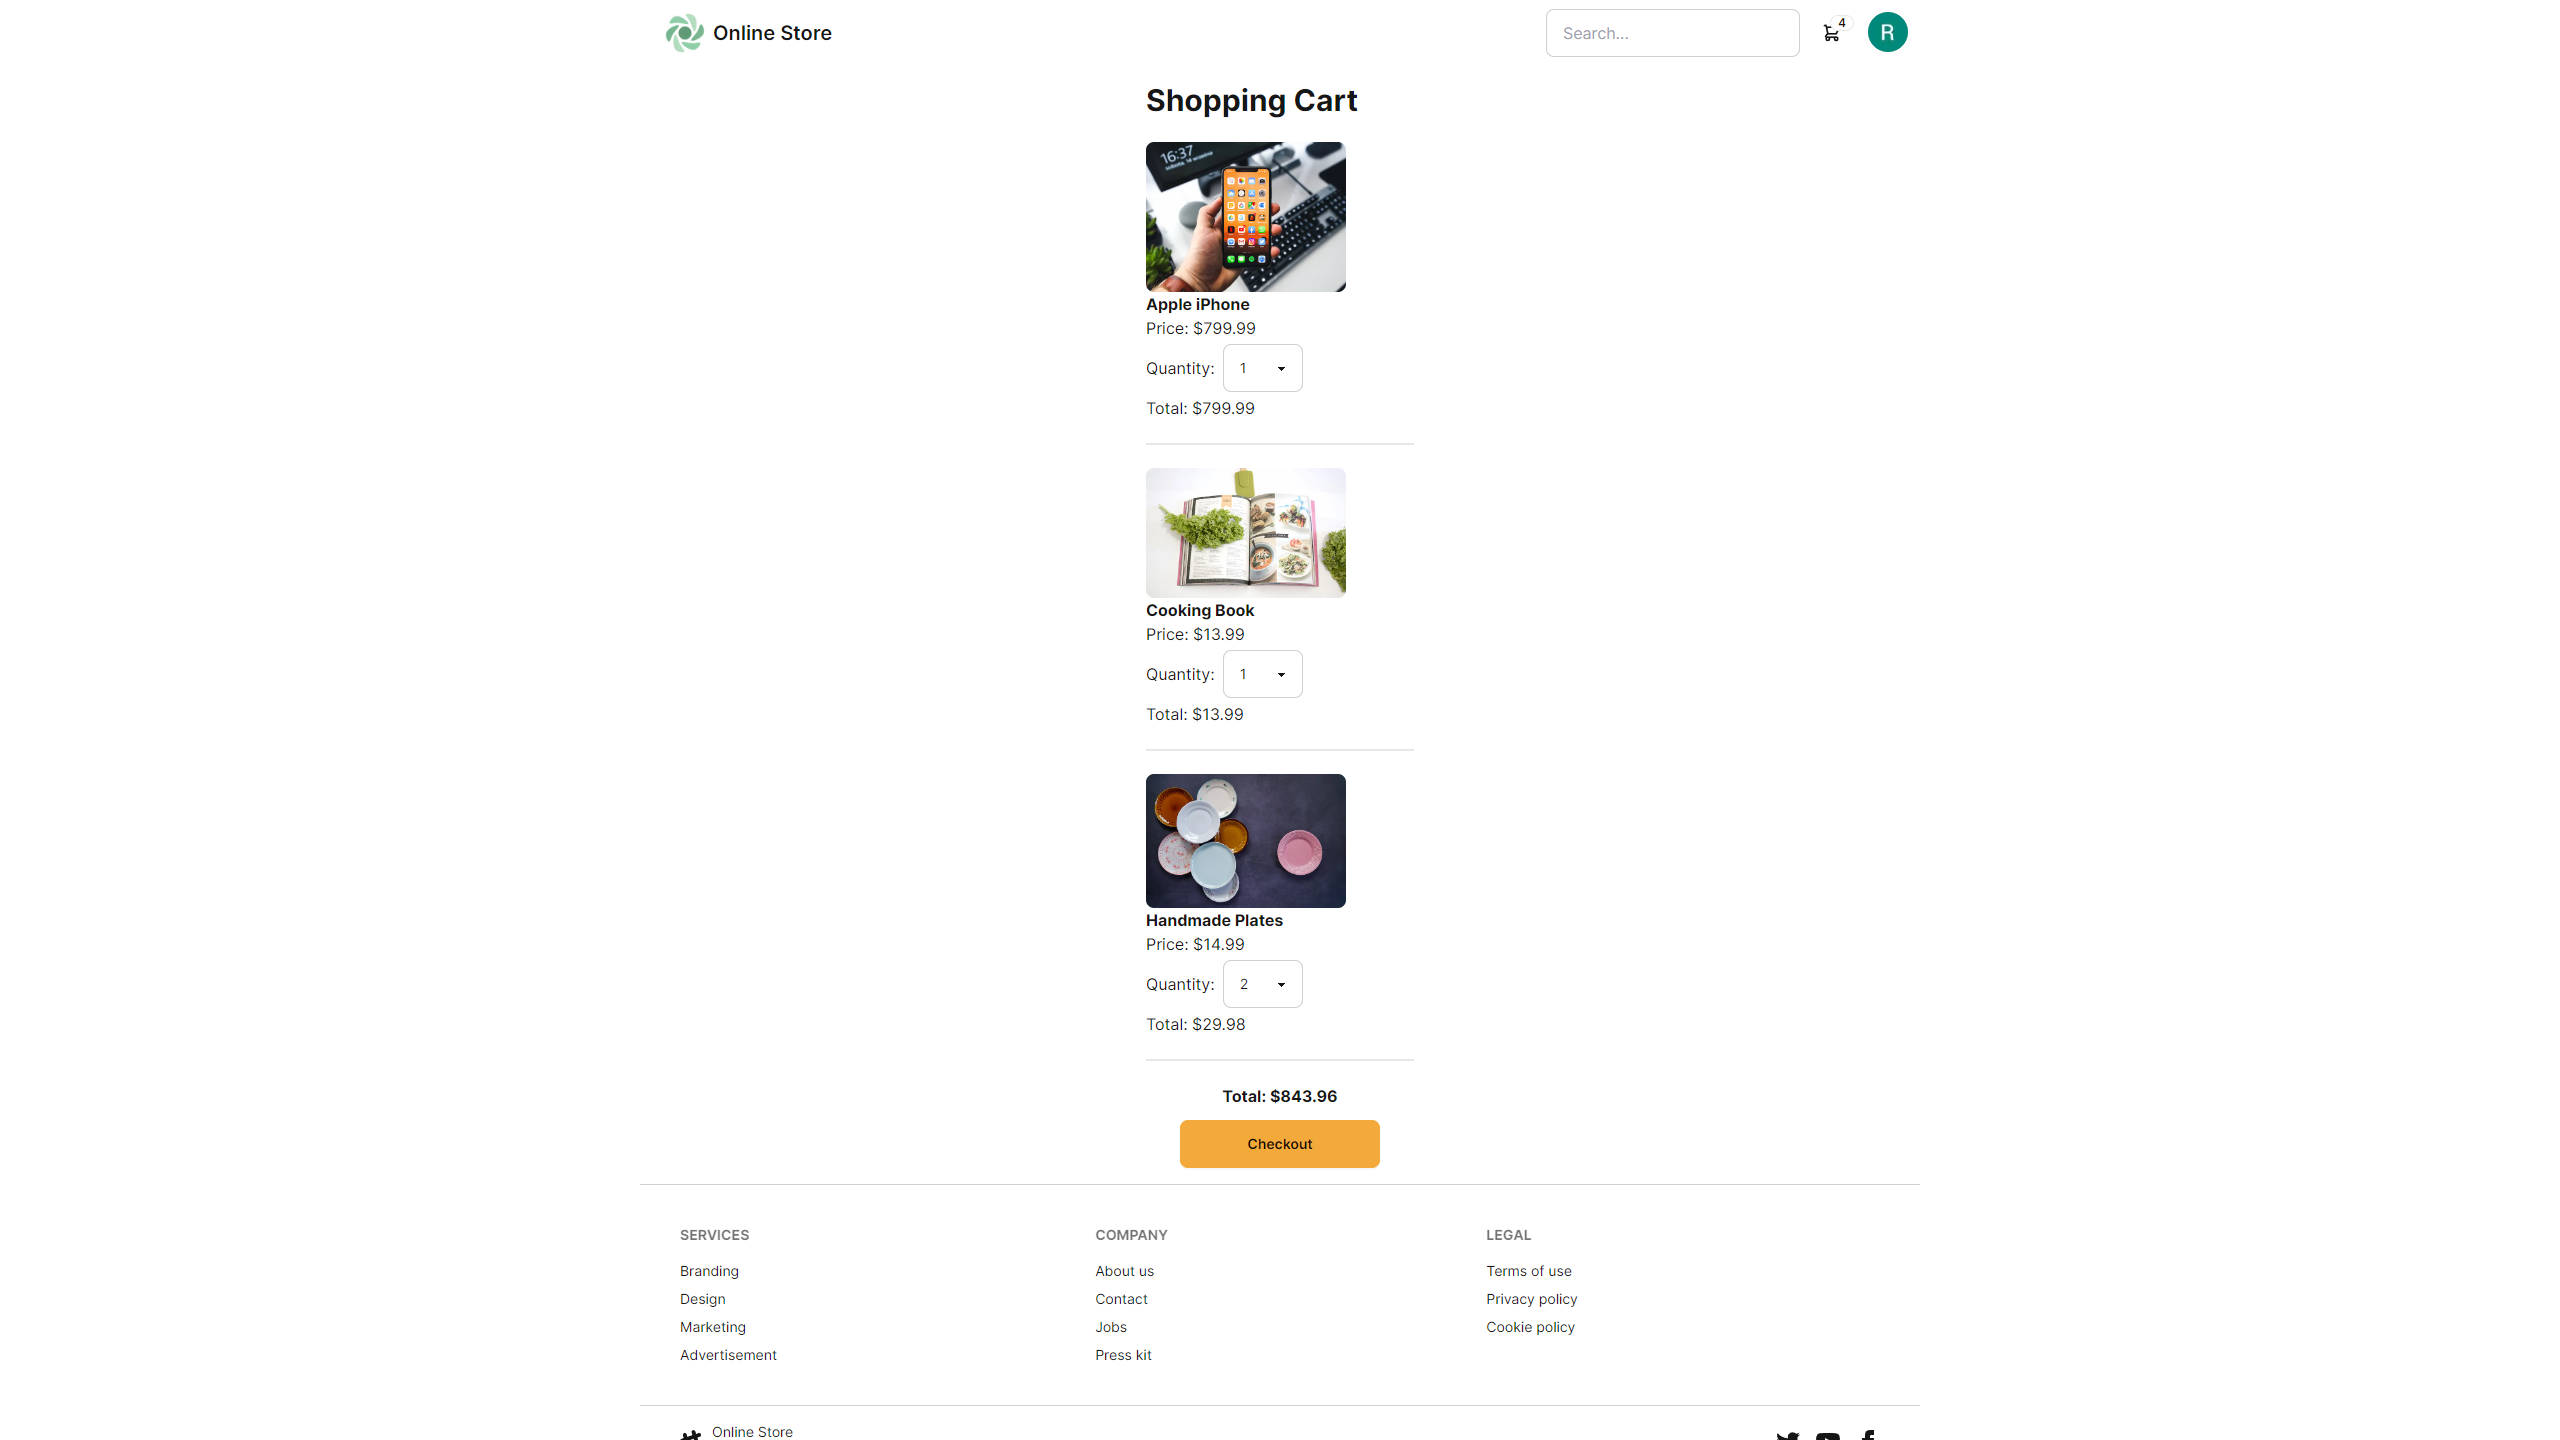 Online Store
Search...
4
R
Shopping Cart
16:37
Apple iPhone
Price: $799.99
Quantity: 1
Total: $799.99
Cooking Book
Price: $13.99
Quantity: 1
Total: $13.99
Handmade Plates
Price: $14.99
Quantity: 2
Total: $29.98
Total: $843.96
Checkout
SERVICES
Branding
Design
Marketing
Advertisement
COMPANY
About us
Contact
Jobs
Press kit
LEGAL
Terms of use
Privacy policy
Cookie policy
Online Store